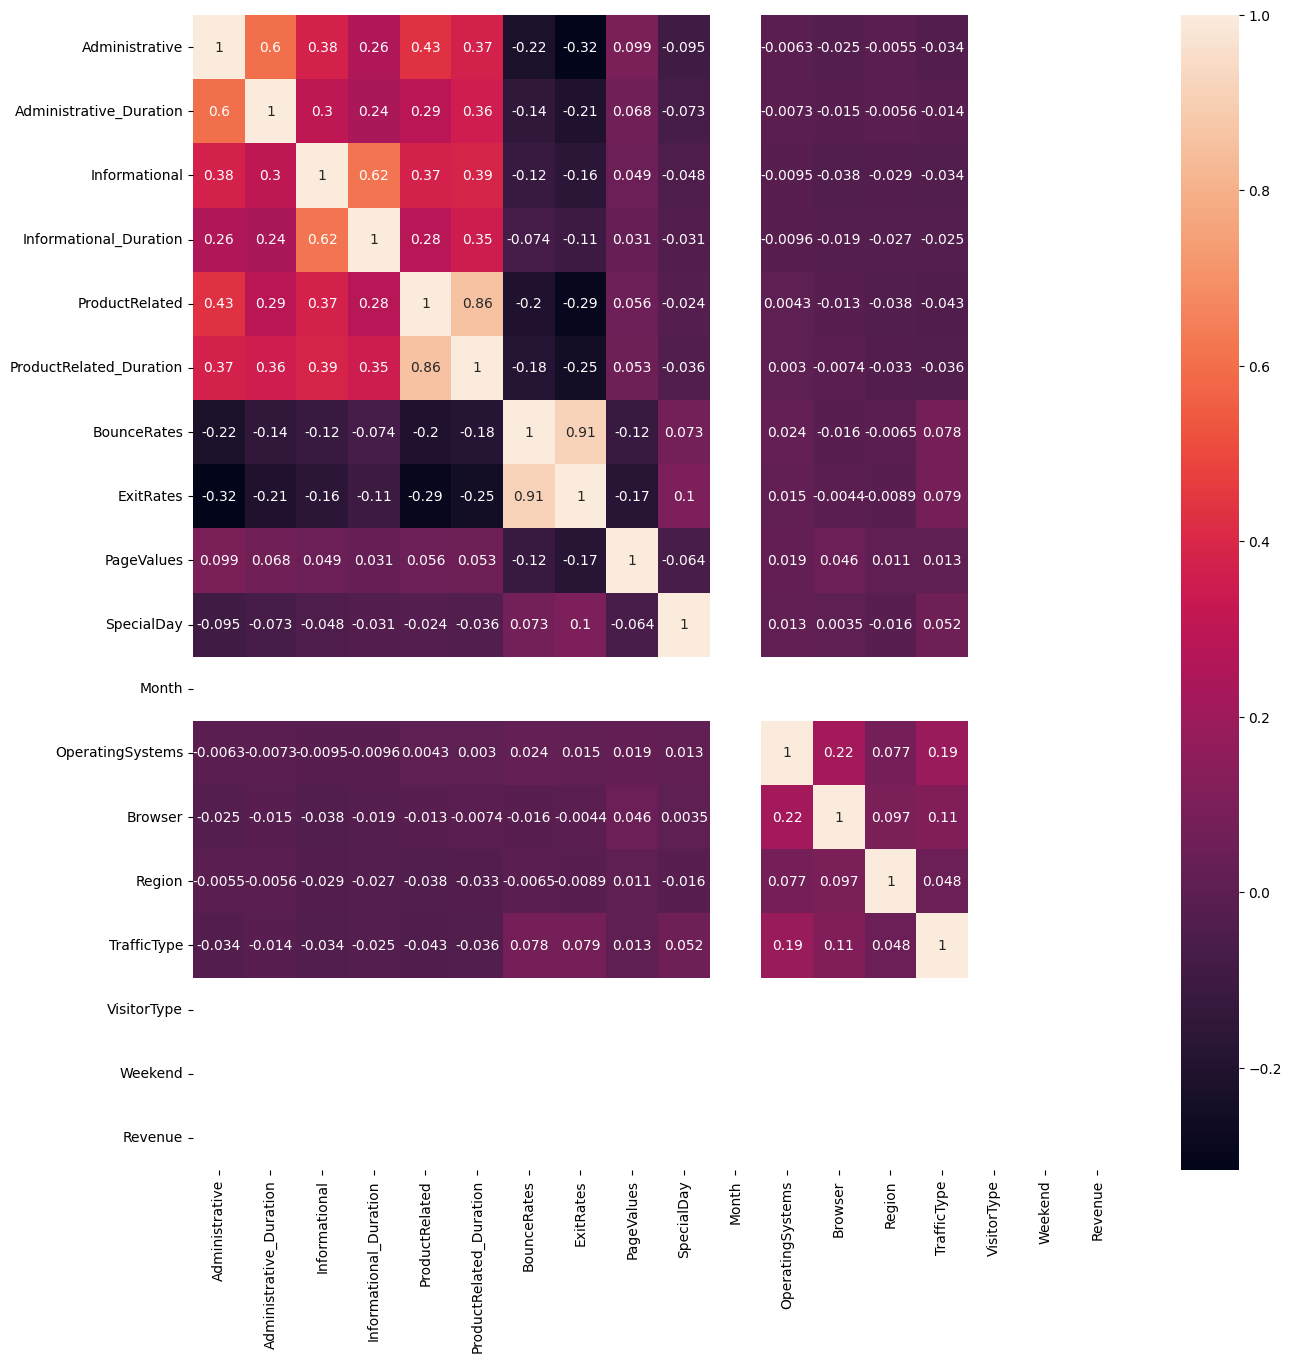 Administrative 1 0.6 0.38 0.26 0.43 0.37 -0.22 -0.32 0.099 -0.095 -0.0063 -0.025 -0.0055 -0.034
Administrative_Duration 0.6 1 0.3 0.24 0.29 0.36 -0.14 -0.21 0.068 -0.073 -0.0073 -0.015 -0.0056 -0.014
Informational 0.38 0.3 1 0.62 0.37 0.39 -0.12 -0.16 0.049 -0.048 -0.0095 -0.038 -0.029 -0.034
Informational_Duration 0.26 0.24 0.62 1 0.28 0.35 -0.074 -0.11 0.031 -0.031 -0.0096 -0.019 -0.027 -0.025
ProductRelated 0.43 0.29 0.37 0.28 1 0.86 -0.2 -0.29 0.056 -0.024 0.0043 -0.013 -0.038 -0.043
ProductRelated_Duration 0.37 0.36 0.39 0.35 0.86 1 -0.18 -0.25 0.053 -0.036 0.003 -0.0074 -0.033 -0.036
BounceRates -0.22 -0.14 -0.12 -0.074 -0.2 -0.18 1 0.91 -0.12 0.073 0.024 -0.016 -0.0065 0.078
ExitRates -0.32 -0.21 -0.16 -0.11 -0.29 -0.25 0.91 1 -0.17 0.1 0.015 -0.0044 -0.0089 0.079
PageValues 0.099 0.068 0.049 0.031 0.056 0.053 -0.12 -0.17 1 -0.064 0.019 0.046 0.011 0.013
SpecialDay -0.095 -0.073 -0.048 -0.031 -0.024 -0.036 0.073 0.1 -0.064 1 0.013 0.0035 -0.016 0.052
Month
OperatingSystems -0.0063 -0.0073 -0.0095 -0.0096 0.0043 0.003 0.024 0.015 0.019 0.013 1 0.22 0.077 0.19
Browser -0.025 -0.015 -0.038 -0.019 -0.013 -0.0074 -0.016 -0.0044 0.046 0.0035 0.22 1 0.097 0.11
Region -0.0055 -0.0056 -0.029 -0.027 -0.038 -0.033 -0.0065 -0.0089 0.011 -0.016 0.077 0.097 1 0.048
TrafficType -0.034 -0.014 -0.034 -0.025 -0.043 -0.036 0.078 0.079 0.013 0.052 0.19 0.11 0.048 1
VisitorType
Weekend
Revenue
Administrative
Administrative_Duration
Informational
Informational_Duration
ProductRelated
ProductRelated_Duration
BounceRates
ExitRates
PageValues
SpecialDay
Month
OperatingSystems
Browser
Region
TrafficType
VisitorType
Weekend
Revenue
1.0
0.8
0.6
0.4
0.2
0.0
−0.2